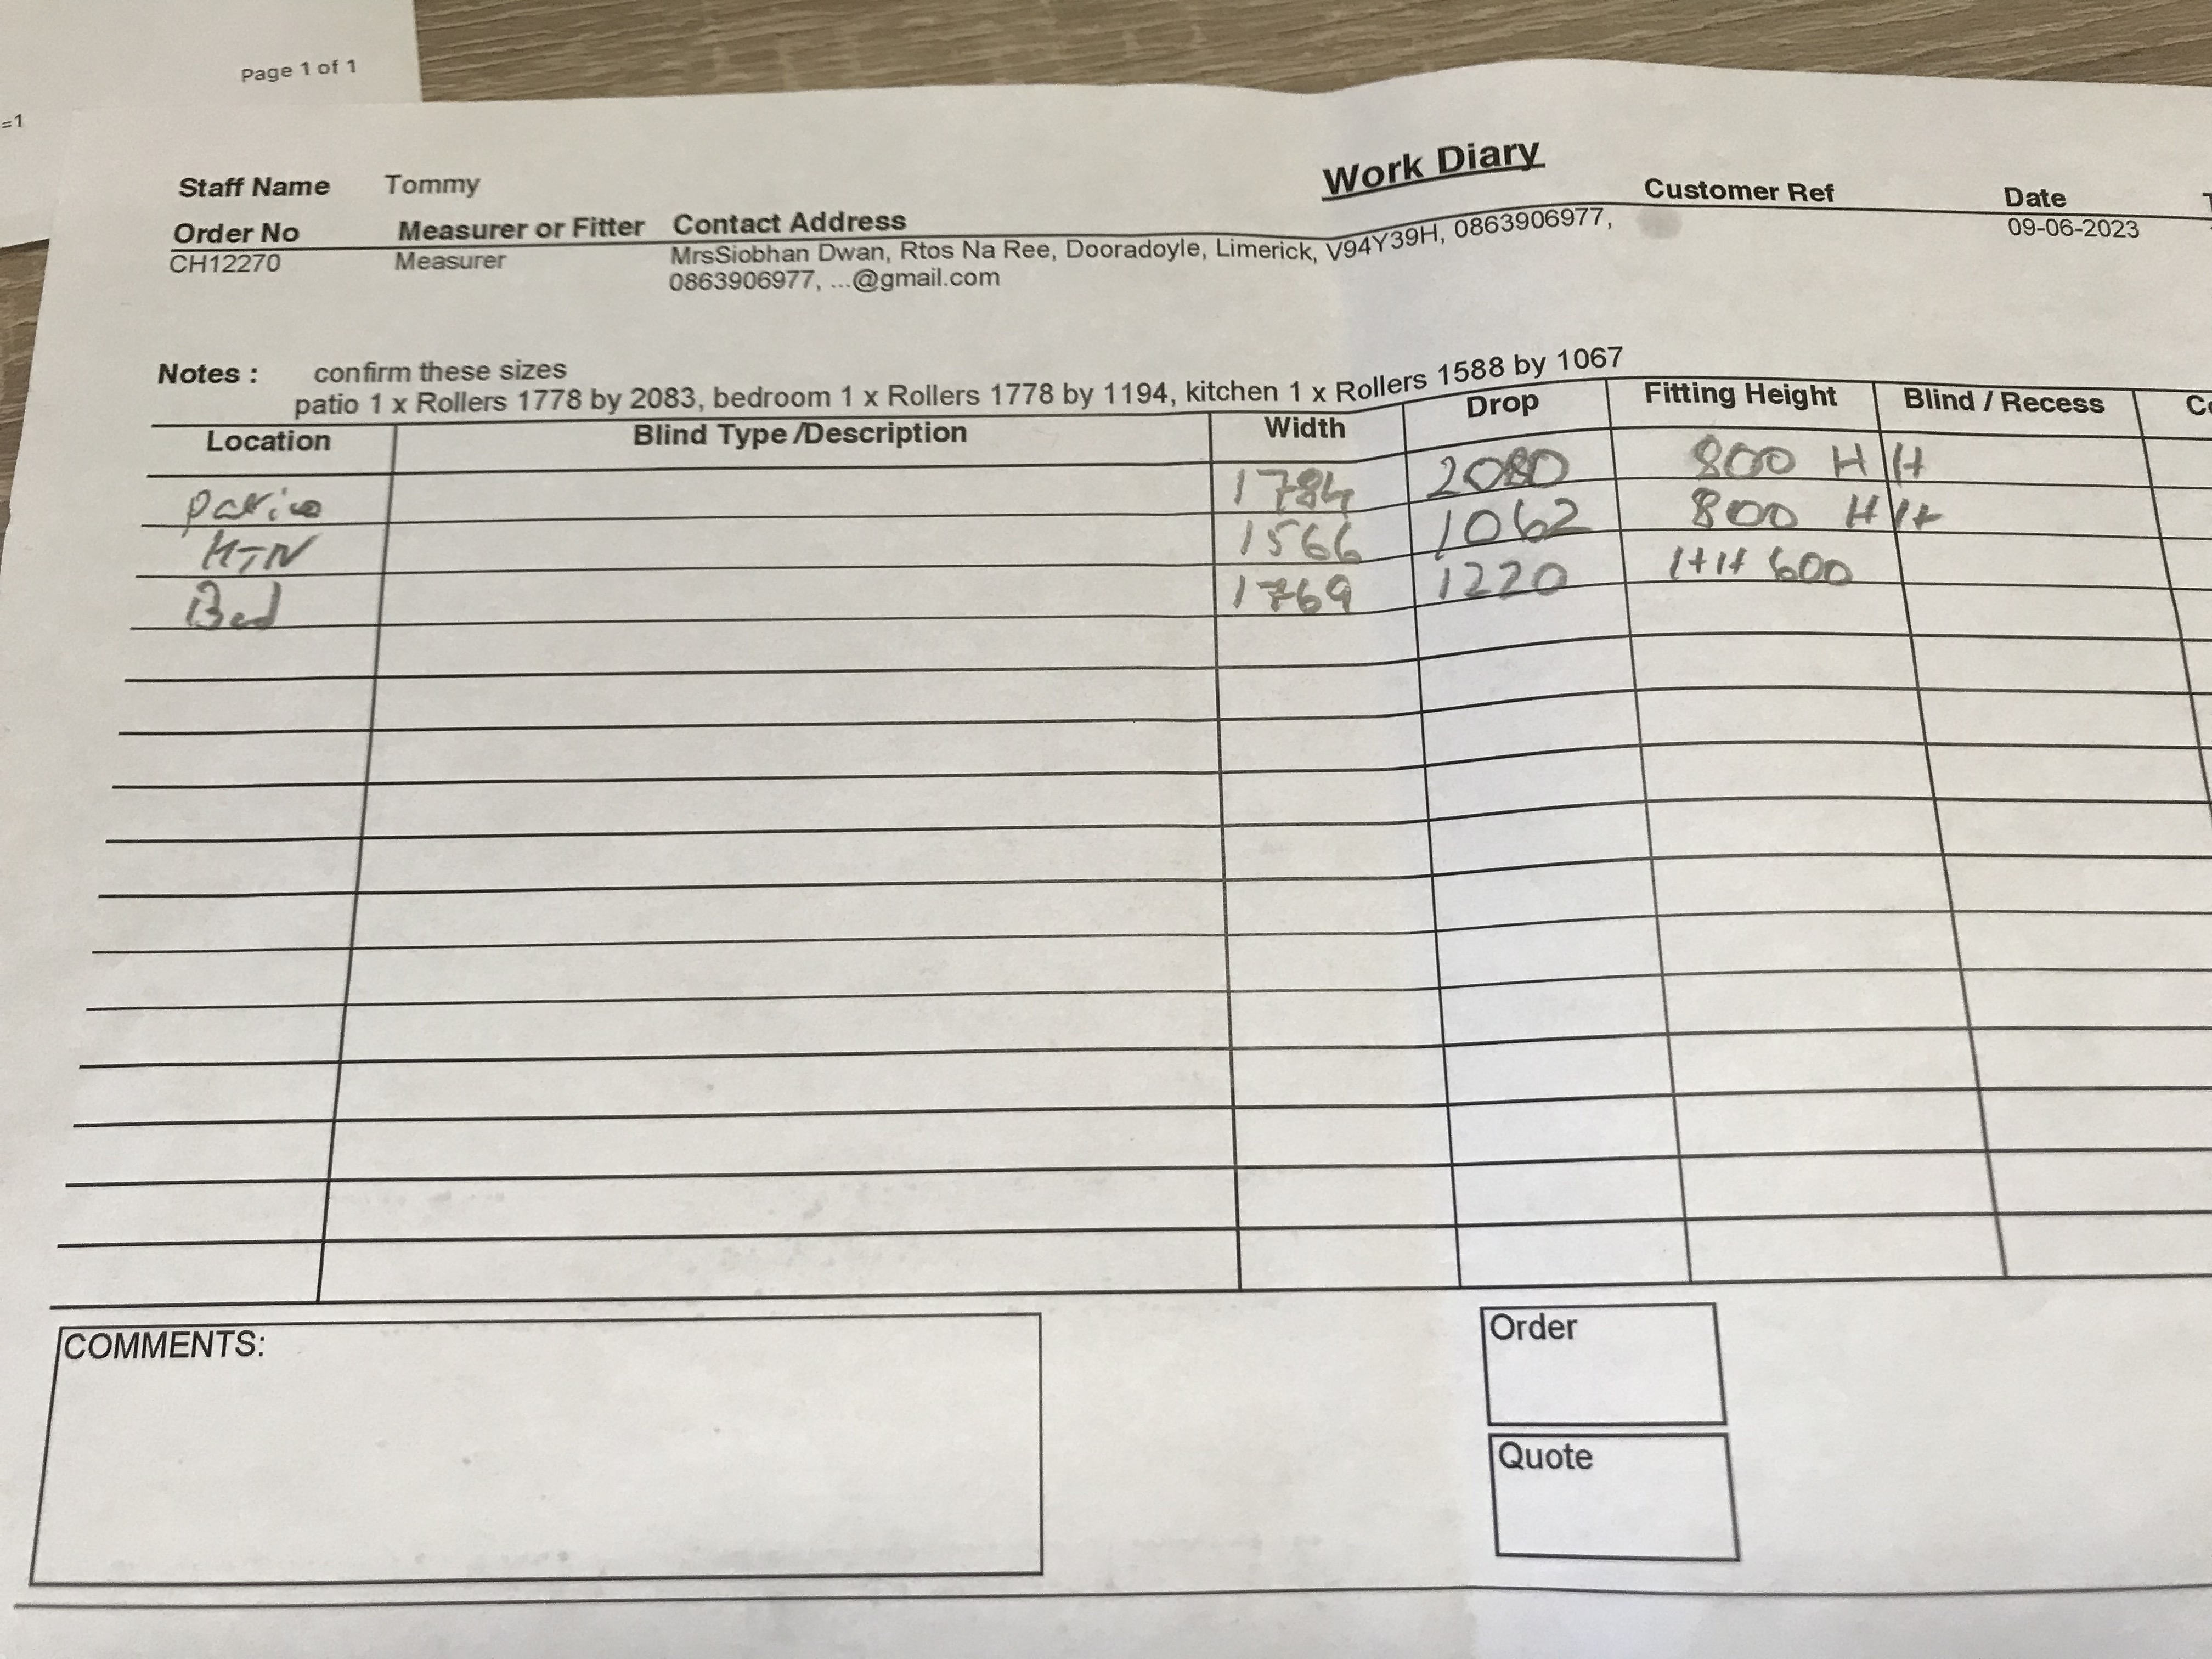 Page 1 of 1
=1
Work Diary
Staff Name Tommy
Order No Measurer or Fitter Contact Address Customer Ref Date
CH12270 Measurer MrsSiobhan Dwan, Rtos Na Ree, Dooradoyle, Limerick, V94Y39H, 0863906977, 09-06-2023
0863906977, ...@gmail.com
Notes : confirm these sizes
patio 1 x Rollers 1778 by 2083, bedroom 1 x Rollers 1778 by 1194, kitchen 1 x Rollers 1588 by 1067
Location Blind Type /Description Width Drop Fitting Height Blind / Recess
Patio 1784 2080 800 H H
KTN 1566 1062 800 H H
Bed 1769 1220 HH 600
COMMENTS:
Order
Quote